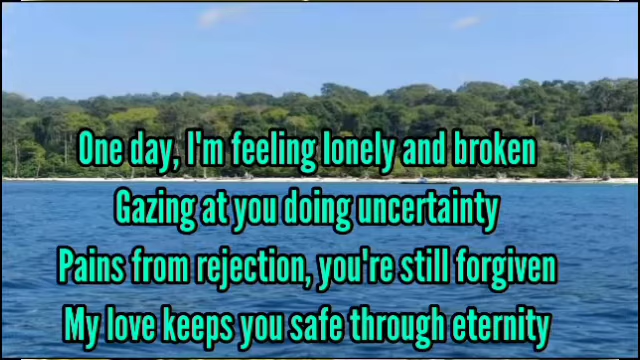 One day, I'm feeling lonely and broken
Gazing at you doing uncertainty
Pains from rejection, you're still forgiven
My love keeps you safe through eternity